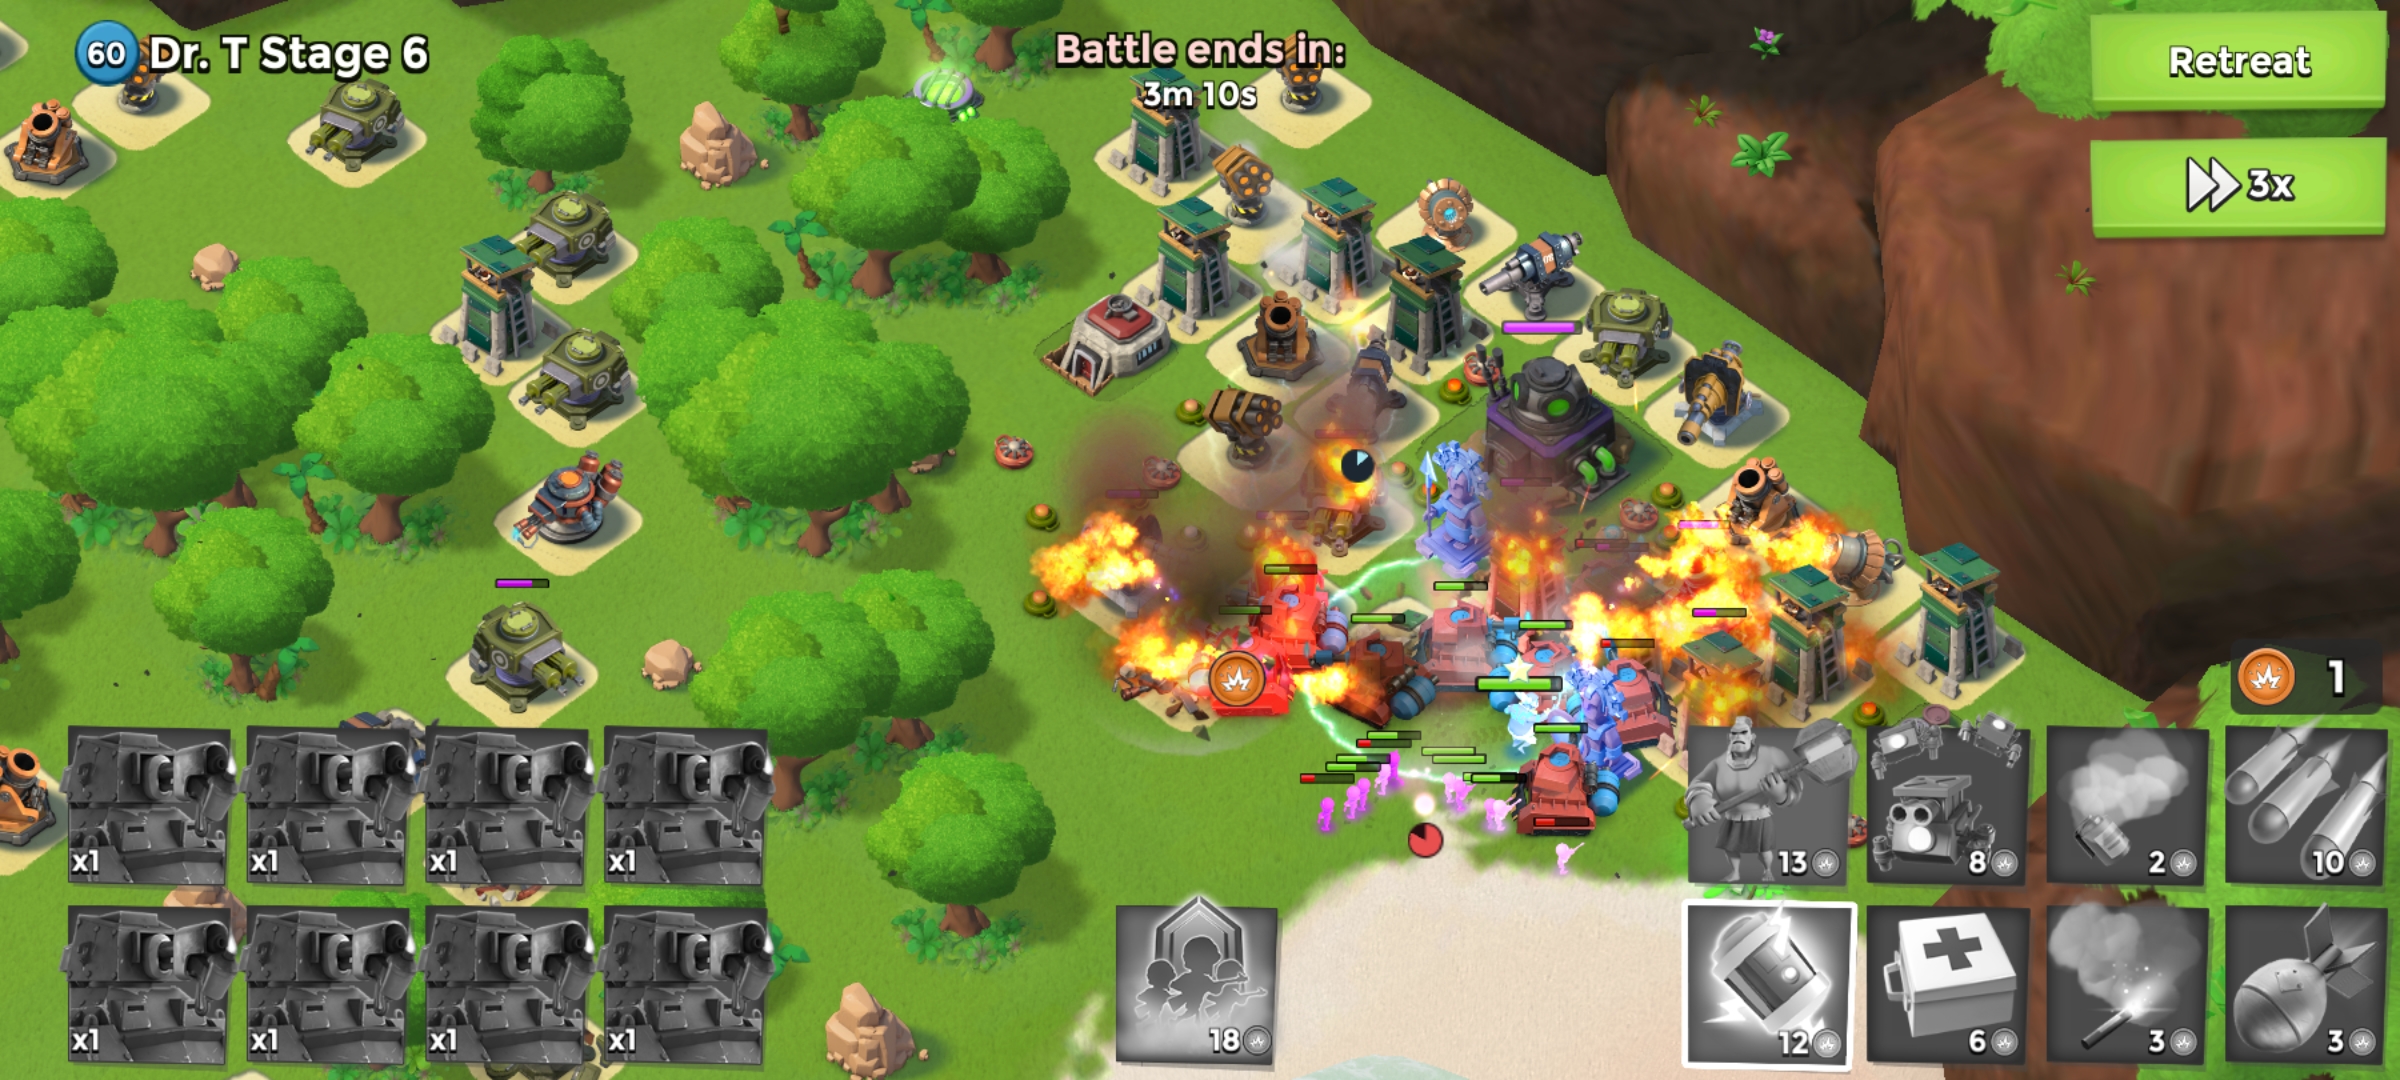 60 Dr. T Stage 6
Battle ends in:
3m 10s
Retreat
3x
1
x1 x1 x1 x1
13 8 2 10
x1 x1 x1 x1
18 12 6 3 3